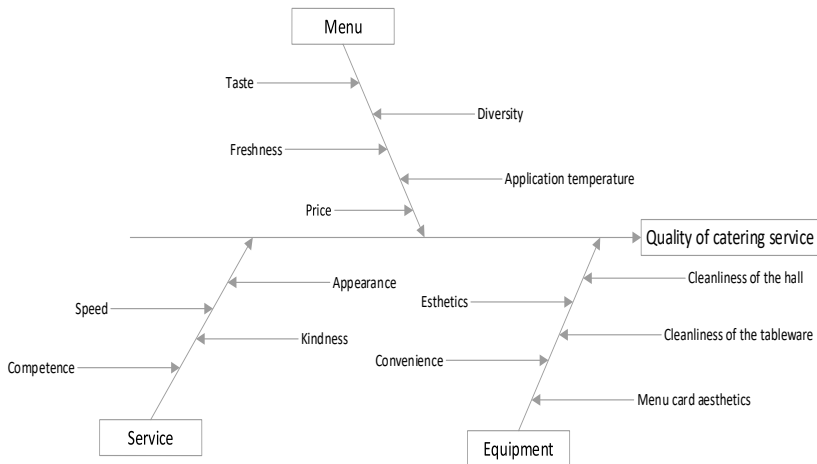 Menu
Taste
Diversity
Freshness
Application temperature
Price
Quality of catering service
Cleanliness of the hall
Appearance
Esthetics
Speed
Cleanliness of the tableware
Kindness
Convenience
Competence
Menu card aesthetics
Service
Equipment